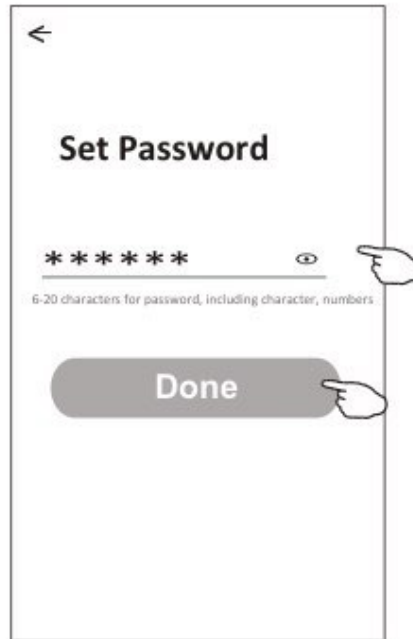 Set Password
******
6-20 characters for password, including character, numbers
Done